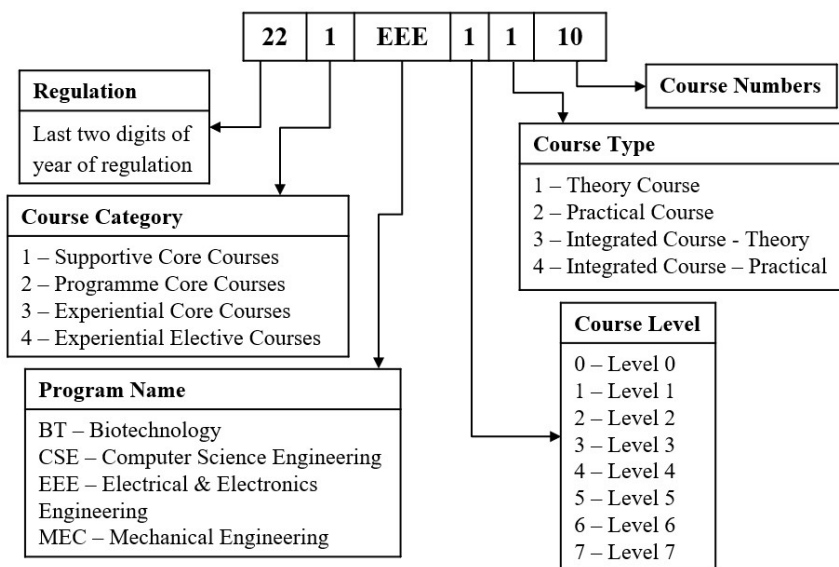 22 1 EEE 1 1 10
Regulation
Last two digits of
year of regulation
Course Category
1 – Supportive Core Courses
2 – Programme Core Courses
3 – Experiential Core Courses
4 – Experiential Elective Courses
Program Name
BT – Biotechnology
CSE – Computer Science Engineering
EEE – Electrical & Electronics
Engineering
MEC – Mechanical Engineering
Course Numbers
Course Type
1 – Theory Course
2 – Practical Course
3 – Integrated Course - Theory
4 – Integrated Course – Practical
Course Level
0 – Level 0
1 – Level 1
2 – Level 2
3 – Level 3
4 – Level 4
5 – Level 5
6 – Level 6
7 – Level 7